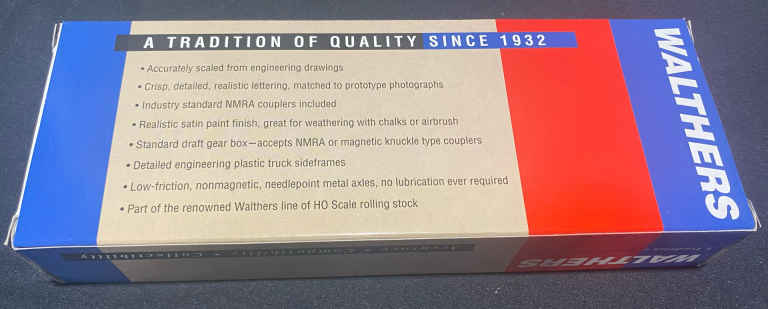 A TRADITION OF QUALITY SINCE 1932
• Accurately scaled from engineering drawings
• Crisp, detailed, realistic lettering, matched to prototype photographs
• Industry standard NMRA couplers included
• Realistic satin paint finish, great for weathering with chalks or airbrush
• Standard draft gear box—accepts NMRA or magnetic knuckle type couplers
• Detailed engineering plastic truck sideframes
• Low-friction, nonmagnetic, needlepoint metal axles, no lubrication ever required
• Part of the renowned Walthers line of HO Scale rolling stock
WALTHERS
WALTHERS
• Compatibility • Collectibility